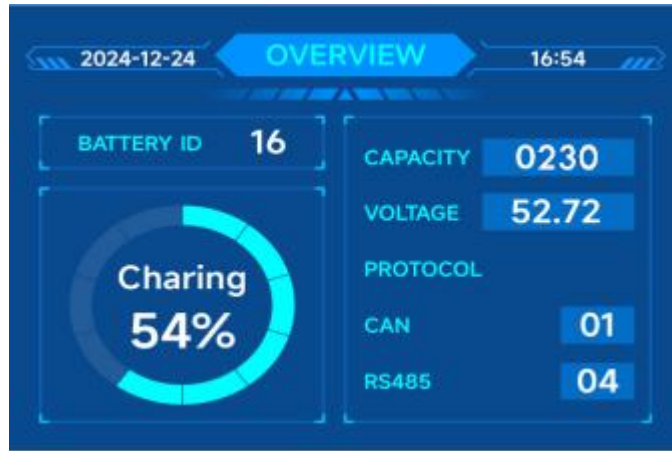 2024-12-24 OVERVIEW 16:54
BATTERY ID 16
Charing
54%
CAPACITY 0230
VOLTAGE 52.72
PROTOCOL
CAN 01
RS485 04